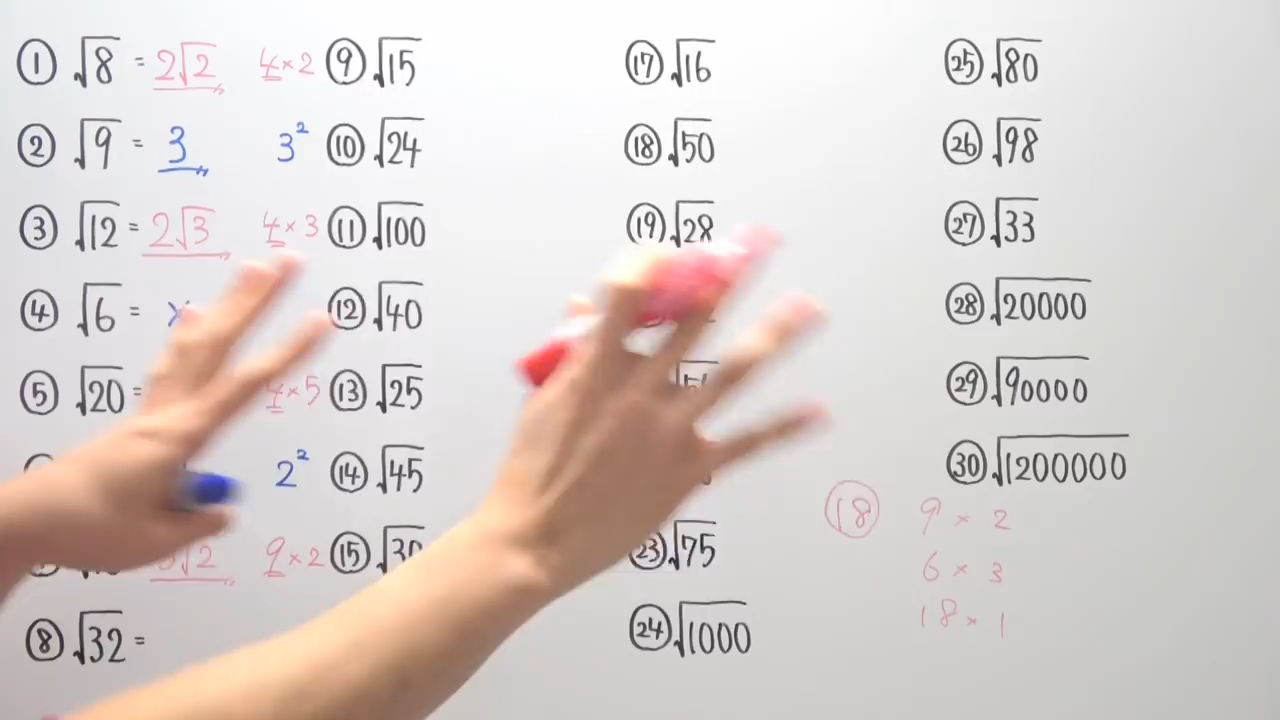 ① √8 = 2√2 4×2
② √9 = 3 3²
③ √12 = 2√3 4×3
④ √6 =
⑤ √20 = 4×5
2²
√2 9×2
⑧ √32 =
⑨ √15
⑩ √24
⑪ √100
⑫ √40
⑬ √25
⑭ √45
⑮ √30
⑰ √16
⑱ √50
⑲ √28
㉓ √75
㉔ √1000
㉕ √80
㉖ √98
㉗ √33
㉘ √20000
㉙ √90000
㉚ √1200000
⑱ 9 × 2
6 × 3
18 × 1